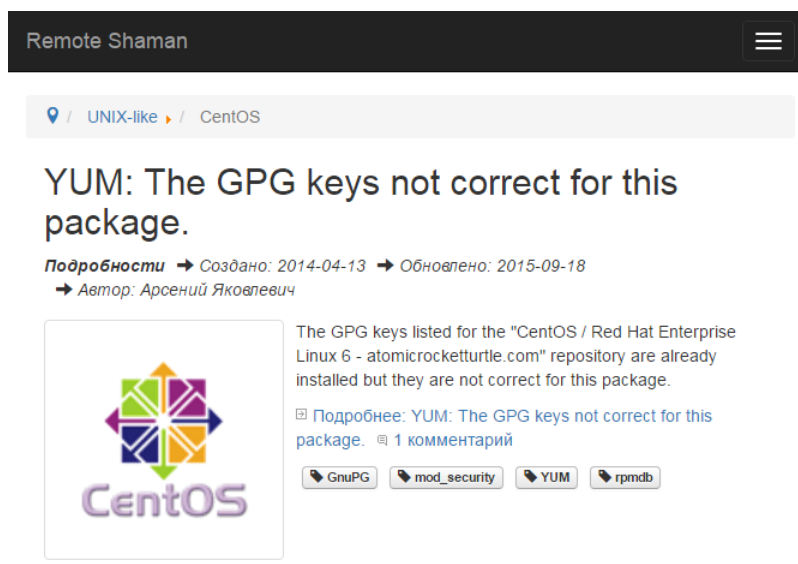 Remote Shaman
/ UNIX-like / CentOS
YUM: The GPG keys not correct for this
package.
Подробности Создано: 2014-04-13 Обновлено: 2015-09-18
Автор: Арсений Яковлевич
The GPG keys listed for the "CentOS / Red Hat Enterprise
Linux 6 - atomicrocketturtle.com" repository are already
installed but they are not correct for this package.
Подробнее: YUM: The GPG keys not correct for this
package. 1 комментарий
GnuPG mod_security YUM rpmdb
CentOS